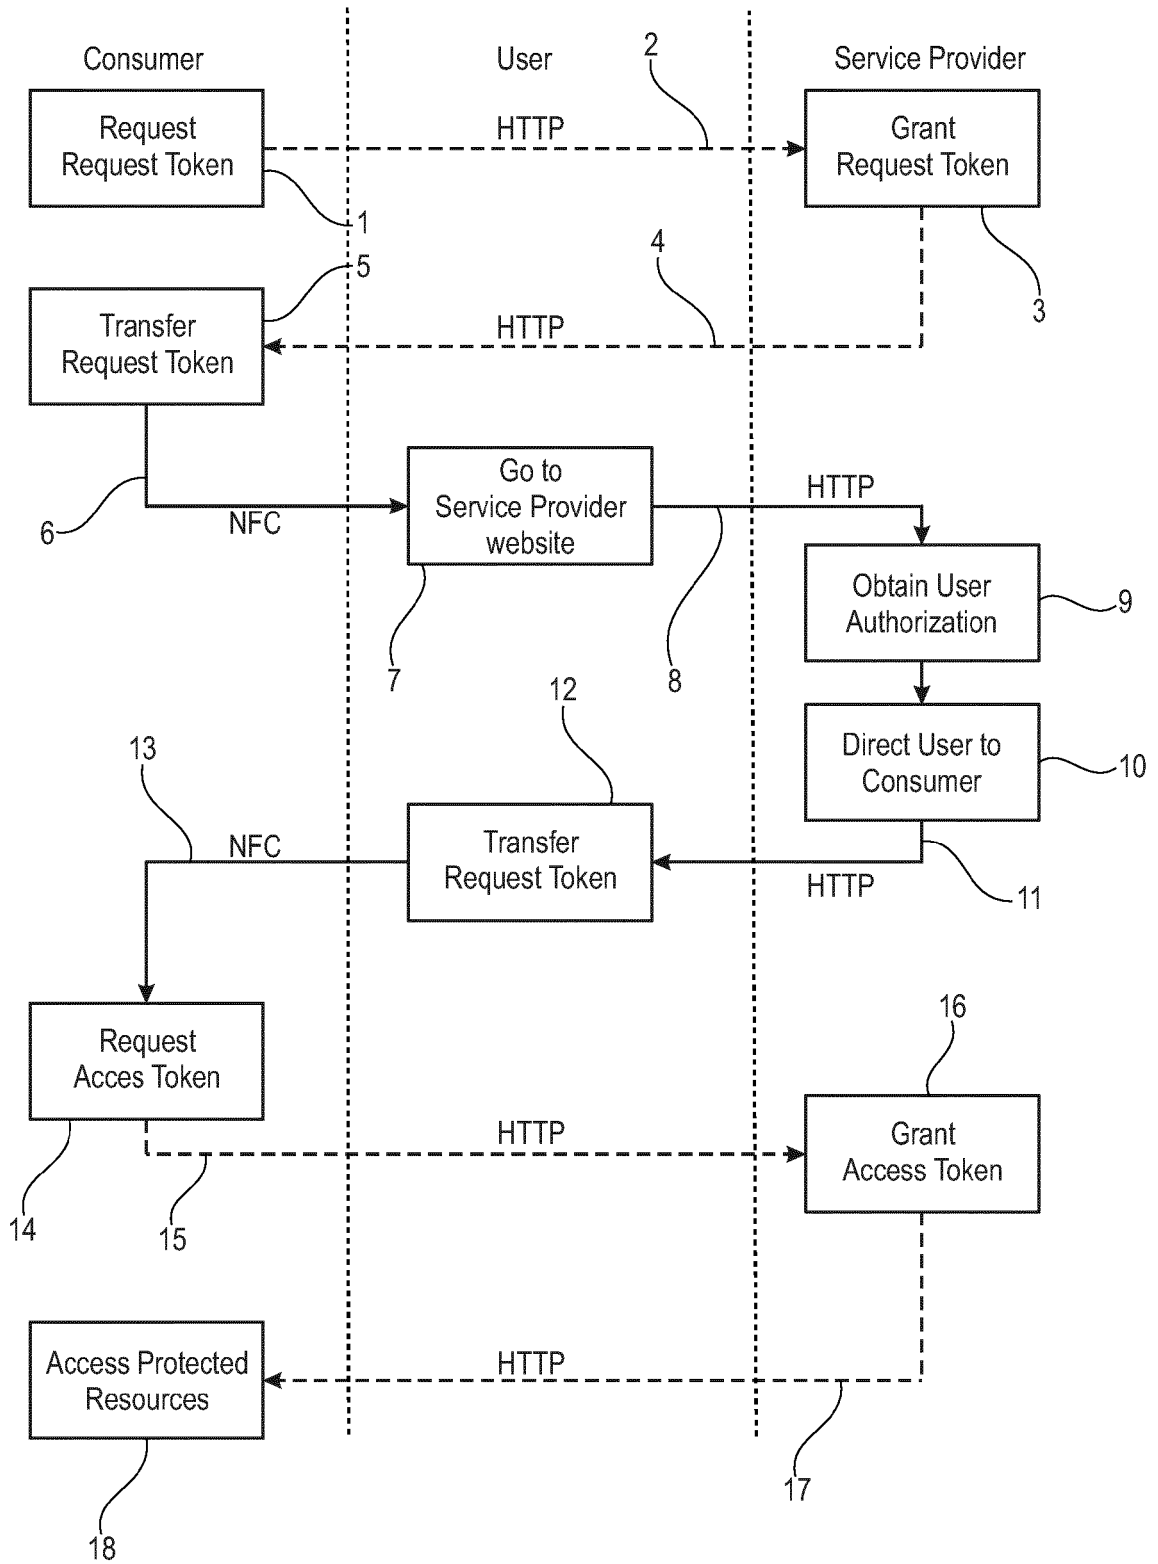 Consumer
User
Service Provider
2
Request
Request Token
HTTP
Grant
Request Token
1
4
3
5
Transfer
Request Token
HTTP
6
NFC
Go to
Service Provider
website
HTTP
7
8
Obtain User
Authorization
9
12
13
Direct User to
Consumer
10
NFC
Transfer
Request Token
HTTP
11
Request
Acces Token
16
14
15
HTTP
Grant
Access Token
Access Protected
Resources
HTTP
17
18